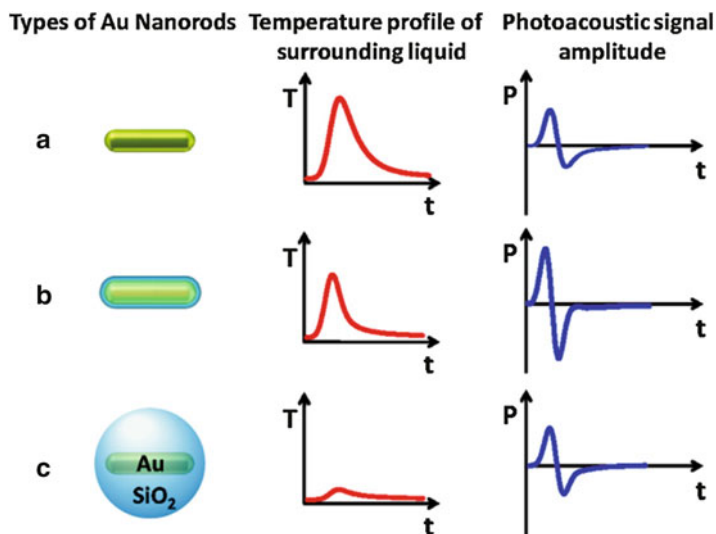 Types of Au Nanorods
Temperature profile of
surrounding liquid
Photoacoustic signal
amplitude
a
T
t
P
t
b
T
t
P
t
c
Au
SiO₂
T
t
P
t